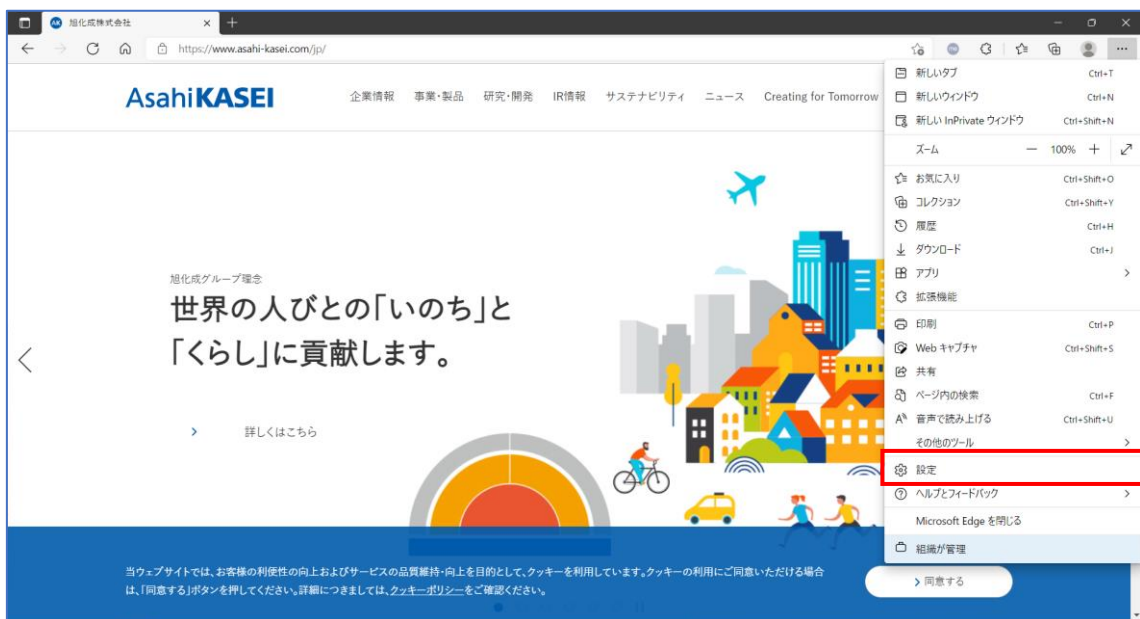 旭化成株式会社
https://www.asahi-kasei.com/jp/
AsahiKASEI
企業情報 事業・製品 研究・開発 IR情報 サステナビリティ ニュース Creating for Tomorrow
旭化成グループ理念
世界の人びとの「いのち」と
「くらし」に貢献します。
詳しくはこちら
当ウェブサイトでは、お客様の利便性の向上およびサービスの品質維持・向上を目的として、クッキーを利用しています。クッキーの利用にご同意いただける場合
は、「同意する」ボタンを押してください。詳細につきましては、クッキーポリシーをご確認ください。
同意する
新しいタブ Ctrl+T
新しいウィンドウ Ctrl+N
新しい InPrivate ウィンドウ Ctrl+Shift+N
ズーム 100%
お気に入り Ctrl+Shift+O
コレクション Ctrl+Shift+Y
履歴 Ctrl+H
ダウンロード Ctrl+J
アプリ
拡張機能
印刷 Ctrl+P
Web キャプチャ Ctrl+Shift+S
共有
ページ内の検索 Ctrl+F
音声で読み上げる Ctrl+Shift+U
その他のツール
設定
ヘルプとフィードバック
Microsoft Edge を閉じる
組織が管理